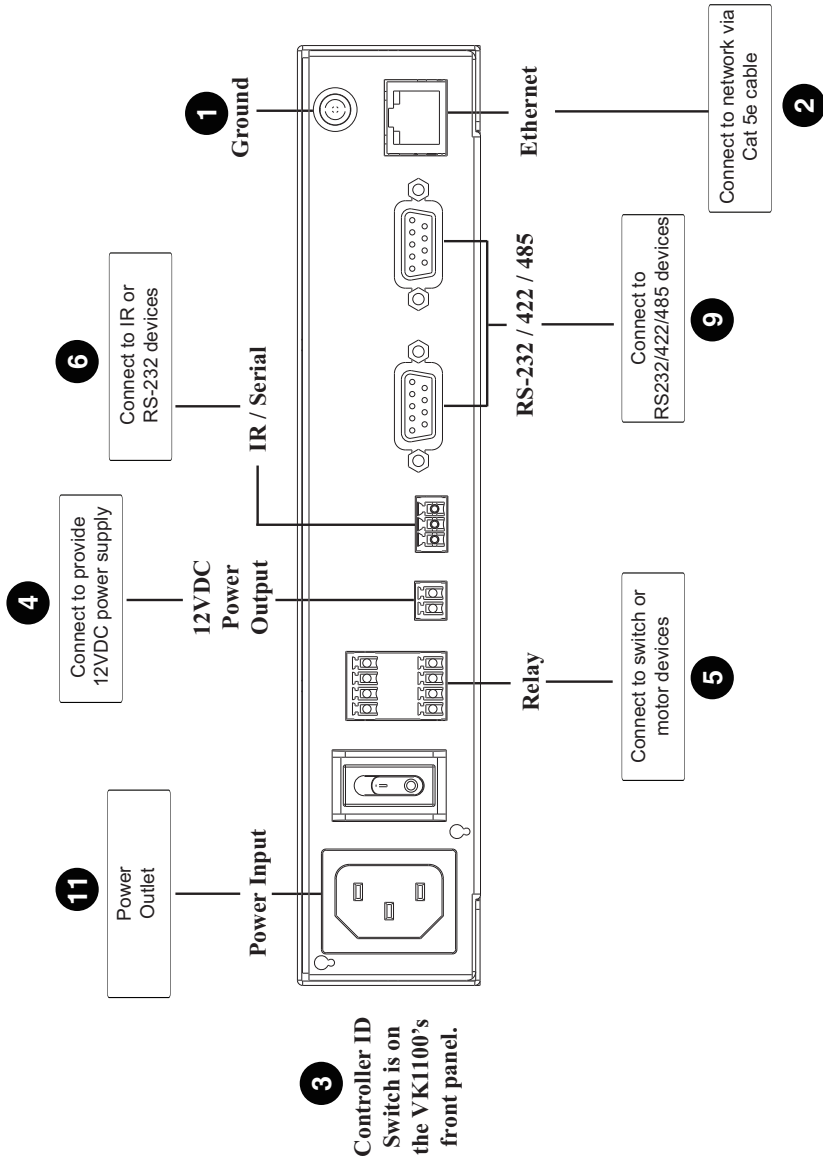 11
Power
Outlet
Power Input
4
Connect to provide
12VDC power supply
12VDC
Power
Output
6
Connect to IR or
RS-232 devices
IR / Serial
1
Ground
3
Controller ID
Switch is on
the VK1100's
front panel.
Relay
Connect to switch or
motor devices
5
RS-232 / 422 / 485
Connect to
RS232/422/485 devices
9
Ethernet
Connect to network via
Cat 5e cable
2